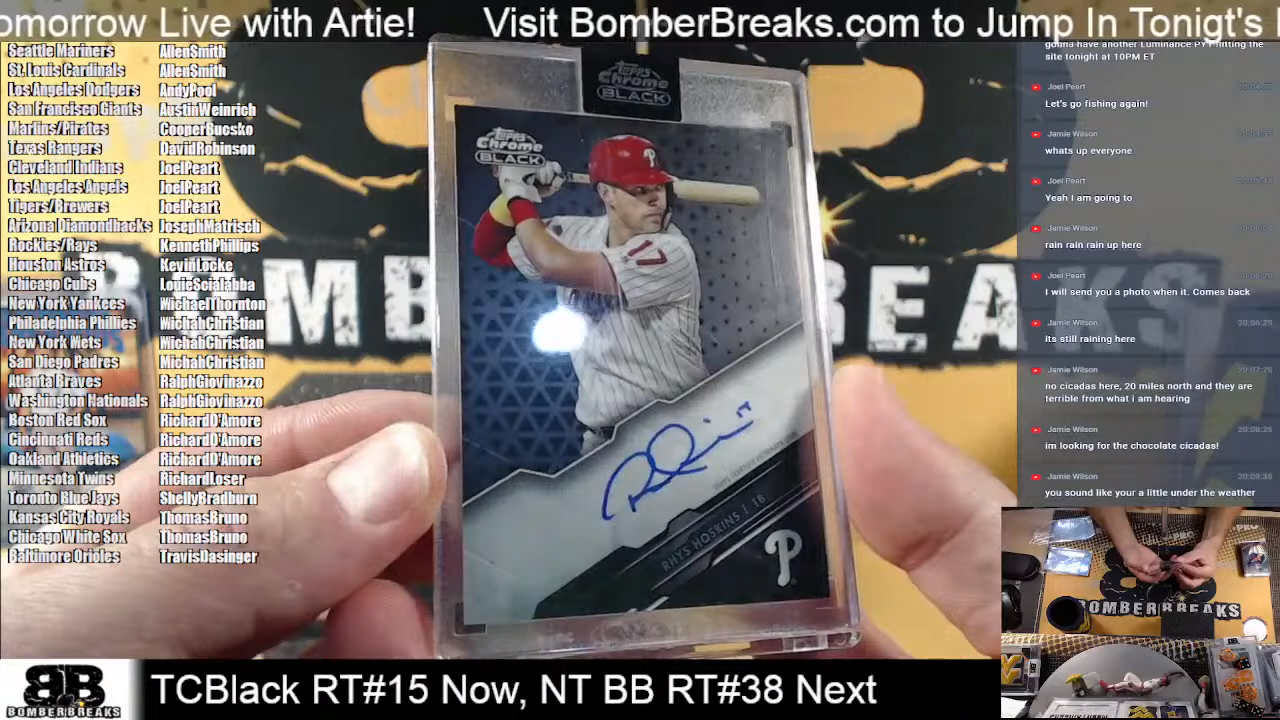 omorrow Live with Artie! Visit BomberBreaks.com to Jump In Tonigt's
Seattle Mariners AllenSmith
St. Louis Cardinals AllenSmith
Los Angeles Dodgers AndyPool
San Francisco Giants AustinWeinrich
Marlins/Pirates CooperBucsko
Texas Rangers DavidRobinson
Cleveland Indians JoelPeart
Los Angeles Angels JoelPeart
Tigers/Brewers JoelPeart
Arizona Diamondbacks JosephMatrisch
Rockies/Rays KennethPhillips
Houston Astros KevinLocke
Chicago Cubs LouieScialabba
New York Yankees MichaelThornton
Philadelphia Phillies MichahChristian
New York Mets MichahChristian
San Diego Padres MichahChristian
Atlanta Braves RalphGiovinazzo
Washington Nationals RalphGiovinazzo
Boston Red Sox RichardD'Amore
Cincinnati Reds RichardD'Amore
Oakland Athletics RichardD'Amore
Minnesota Twins RichardLoser
Toronto Blue Jays ShellyBradburn
Kansas City Royals ThomasBruno
Chicago White Sox ThomasBruno
Baltimore Orioles TravisDasinger
Topps
Chrome
BLACK
Topps
Chrome
BLACK
P
17
RHYS HOSKINS | 1B
P
gonna have another Luminance PYT hitting the
site tonight at 10PM ET
Joel Peart
Let's go fishing again!
Jamie Wilson
whats up everyone
Joel Peart
Yeah I am going to
Jamie Wilson
rain rain rain up here
Joel Peart
I will send you a photo when it. Comes back
Jamie Wilson
its still raining here
Jamie Wilson
no cicadas here, 20 miles north and they are
terrible from what i am hearing
Jamie Wilson
im looking for the chocolate cicadas!
Jamie Wilson
you sound like your a little under the weather
BOMBERBREAKS
BB
BOMBERBREAKS
TCBlack RT#15 Now, NT BB RT#38 Next